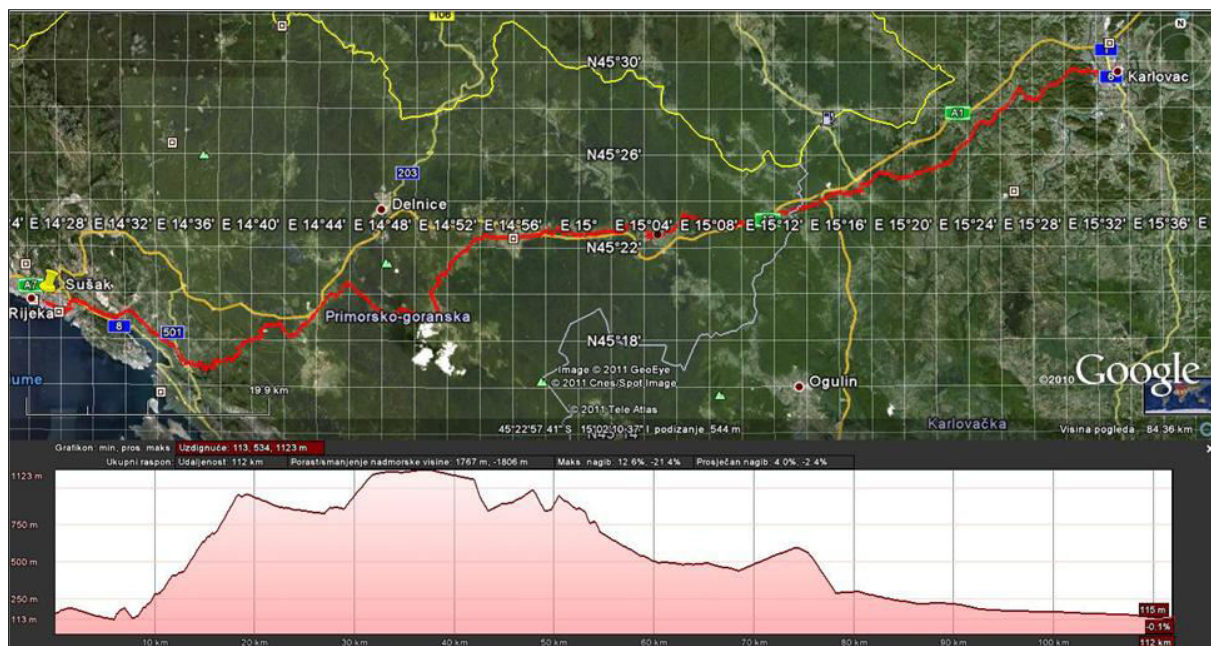 106
N45°30'
1
6
Karlovac
A1
N45°26'
203
Delnice
4' E 14°28' E 14°32' E 14°36' E 14°40' E 14°44' E 14°48' E 14°52' E 14°56' E 15° E 15°04' E 15°08' E 15°12' E 15°16' E 15°20' E 15°24' E 15°28' E 15°32' E 15°36' E
N45°22'
A7
Sušak
Rijeka
8
501
Primorsko-goranska
N45°18'
Image © 2011 GeoEye
© 2011 Cnes/Spot Image
© 2011 Tele Atlas
©2010 Google
Ogulin
ume
19.9 km
Karlovačka
45°22'57.41" S 15°02'10.37" I podizanje 544 m
N45°14'
Visina pogleda 84.36 km
Grafikon: min, pros. maks Uzdignuće: 113, 534, 1123 m
Ukupni raspon: Udaljenost: 112 km Porast/smanjenje nadmorske visine: 1767 m, -1806 m Maks. nagib: 12.6%, -21.4% Prosječan nagib: 4.0%, -2.4%
1123 m
750 m
500 m
250 m
113 m
115 m
-0.1%
112 km
10 km 20 km 30 km 40 km 50 km 60 km 70 km 80 km 90 km 100 km